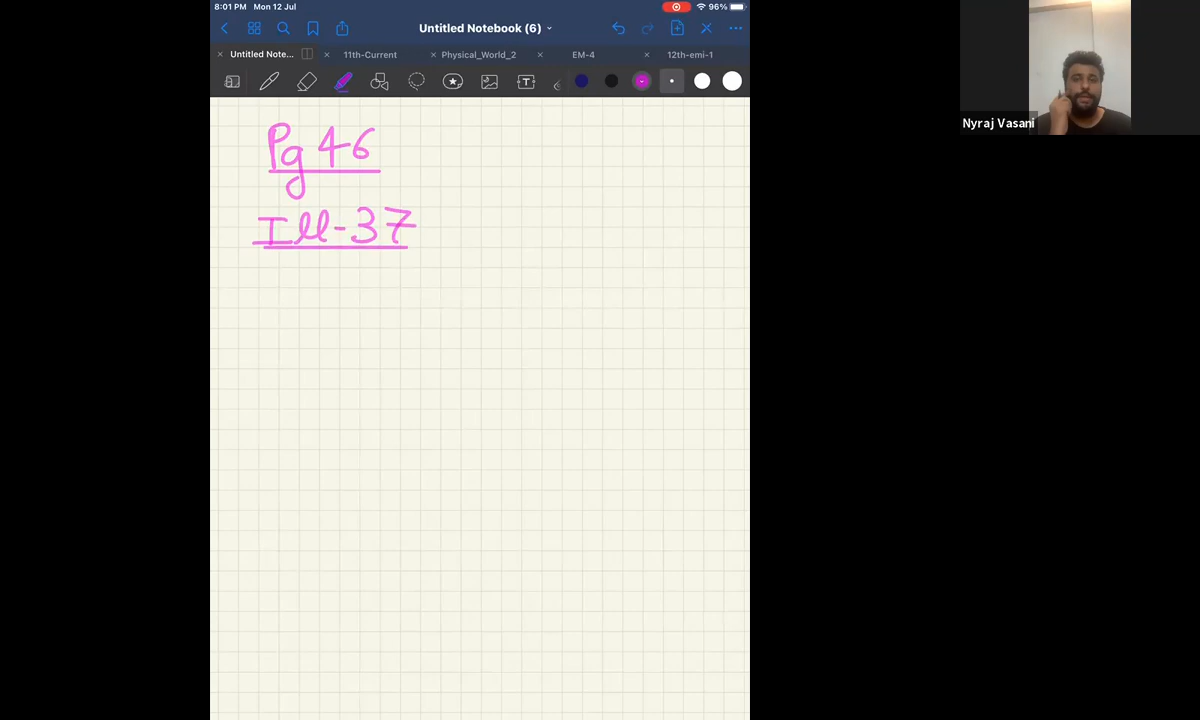 8:01 PM Mon 12 Jul 96%
Untitled Notebook (6)
Untitled Note... 11th-Current Physical_World_2 EM-4 12th-emi-1
Pg 46
Ill-37
Nyraj Vasani